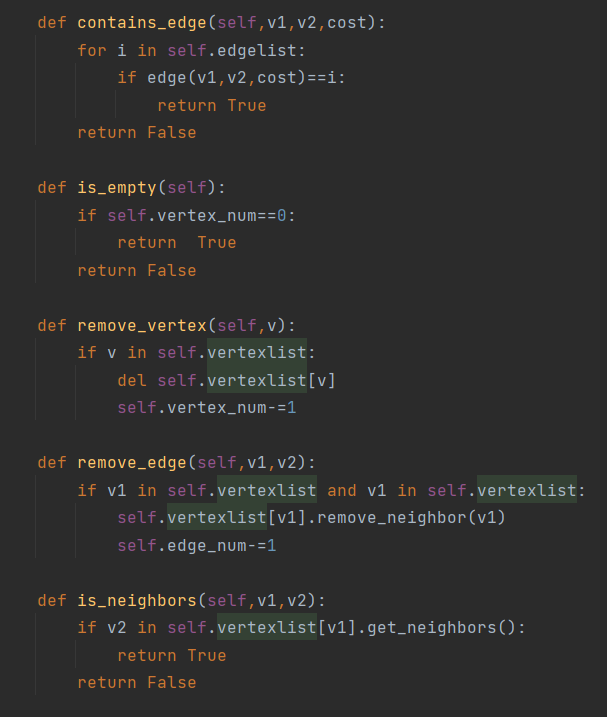 def contains_edge(self,v1,v2,cost):
for i in self.edgelist:
if edge(v1,v2,cost)==i:
return True
return False
def is_empty(self):
if self.vertex_num==0:
return  True
return False
def remove_vertex(self,v):
if v in self.vertexlist:
del self.vertexlist[v]
self.vertex_num-=1
def remove_edge(self,v1,v2):
if v1 in self.vertexlist and v1 in self.vertexlist:
self.vertexlist[v1].remove_neighbor(v1)
self.edge_num-=1
def is_neighbors(self,v1,v2):
if v2 in self.vertexlist[v1].get_neighbors():
return True
return False